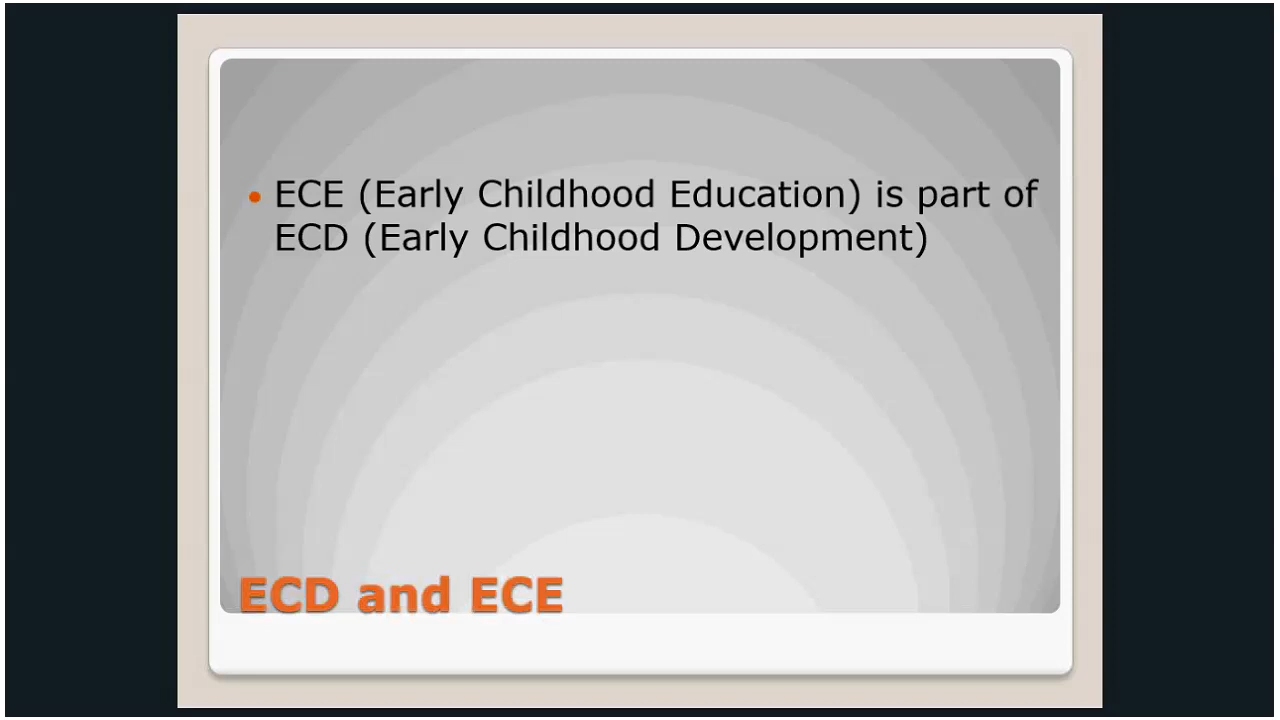 ECE (Early Childhood Education) is part of
ECD (Early Childhood Development)
ECD and ECE